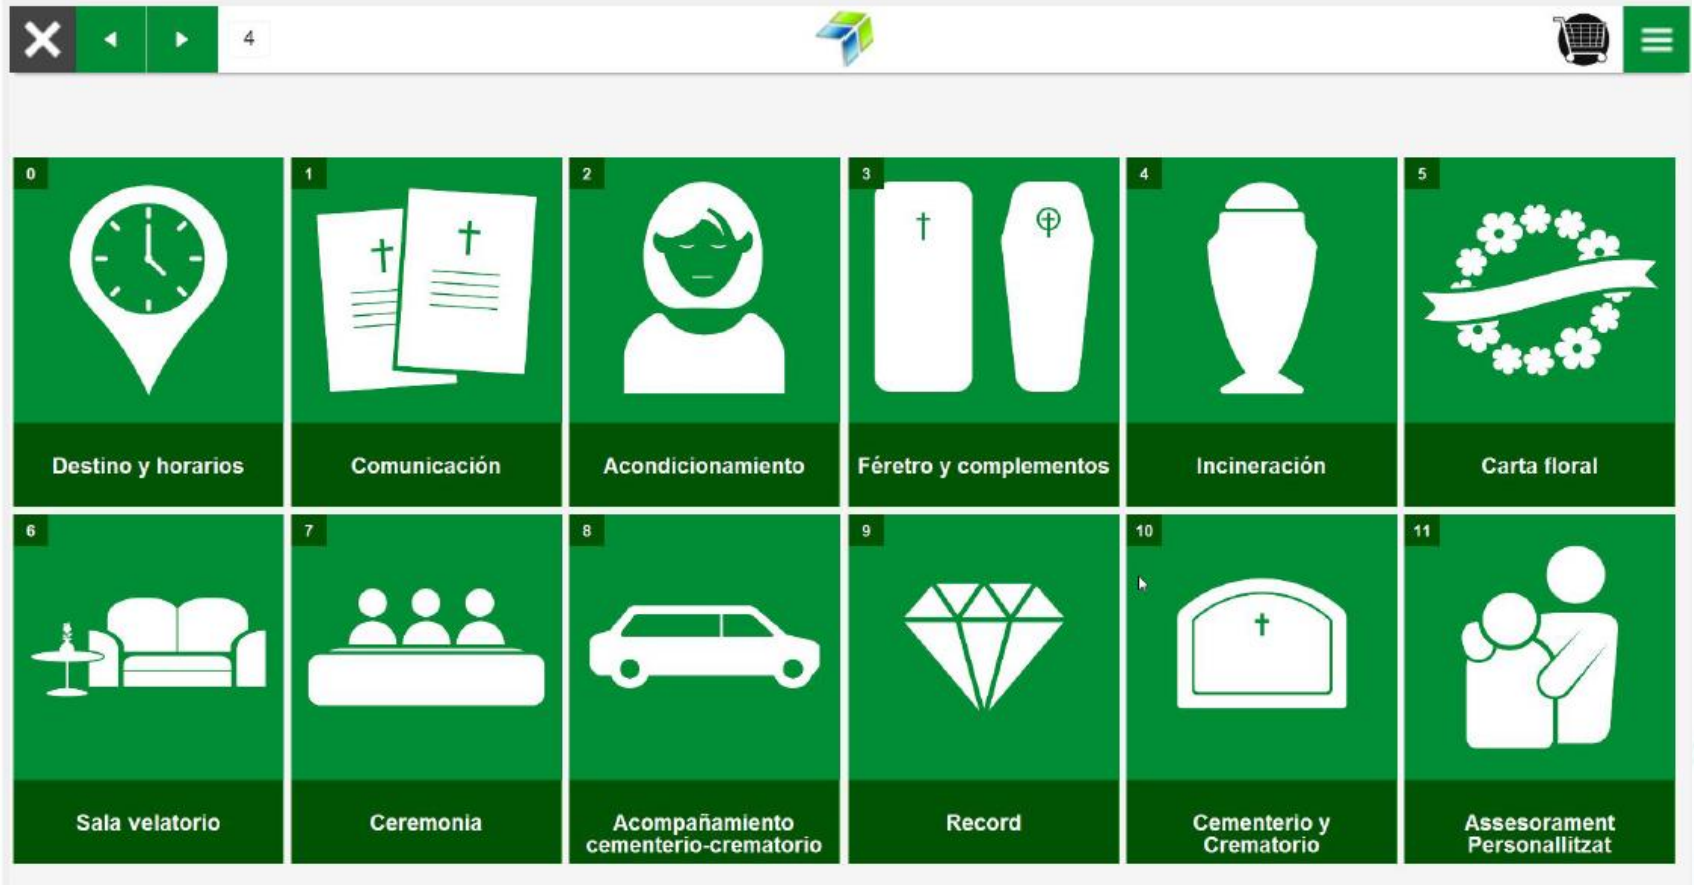 4
0
1
2
3
4
5
Destino y horarios
Comunicación
Acondicionamiento
Féretro y complementos
Incineración
Carta floral
6
7
8
9
10
11
Sala velatorio
Ceremonia
Acompañamiento
cementerio-crematorio
Record
Cementerio y
Crematorio
Assesorament
Personallitzat